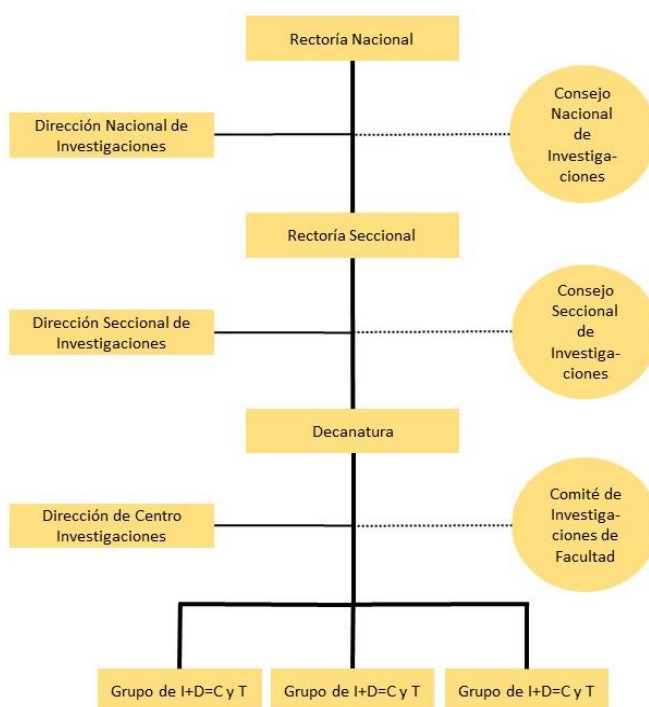 Rectoría Nacional
Dirección Nacional de
Investigaciones
Consejo
Nacional
de
Investiga-
ciones
Rectoría Seccional
Dirección Seccional de
Investigaciones
Consejo
Seccional
de
Investiga-
ciones
Decanatura
Dirección de Centro
Investigaciones
Comité de
Investiga-
ciones de
Facultad
Grupo de I+D=C y T
Grupo de I+D=C y T
Grupo de I+D=C y T